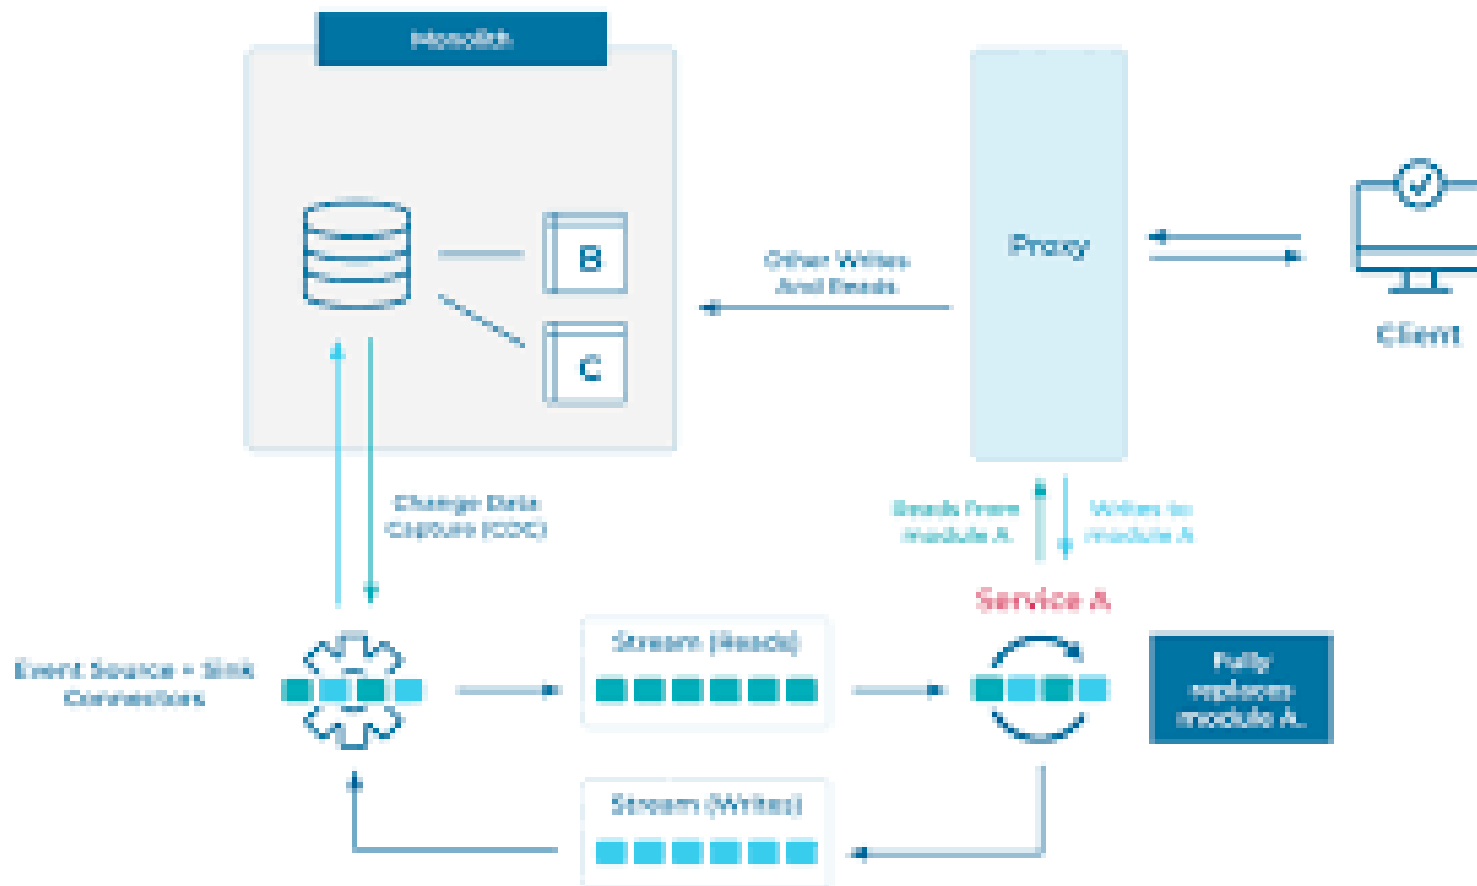 Monolith
B
C
Other Writes
And Reads
Proxy
Client
Change Data
Capture (CDC)
Reads from
module A
Writes to
module A
Service A
Event Source + Sink
Connectors
Stream (Reads)
Fully
replaces
module A.
Stream (Writes)